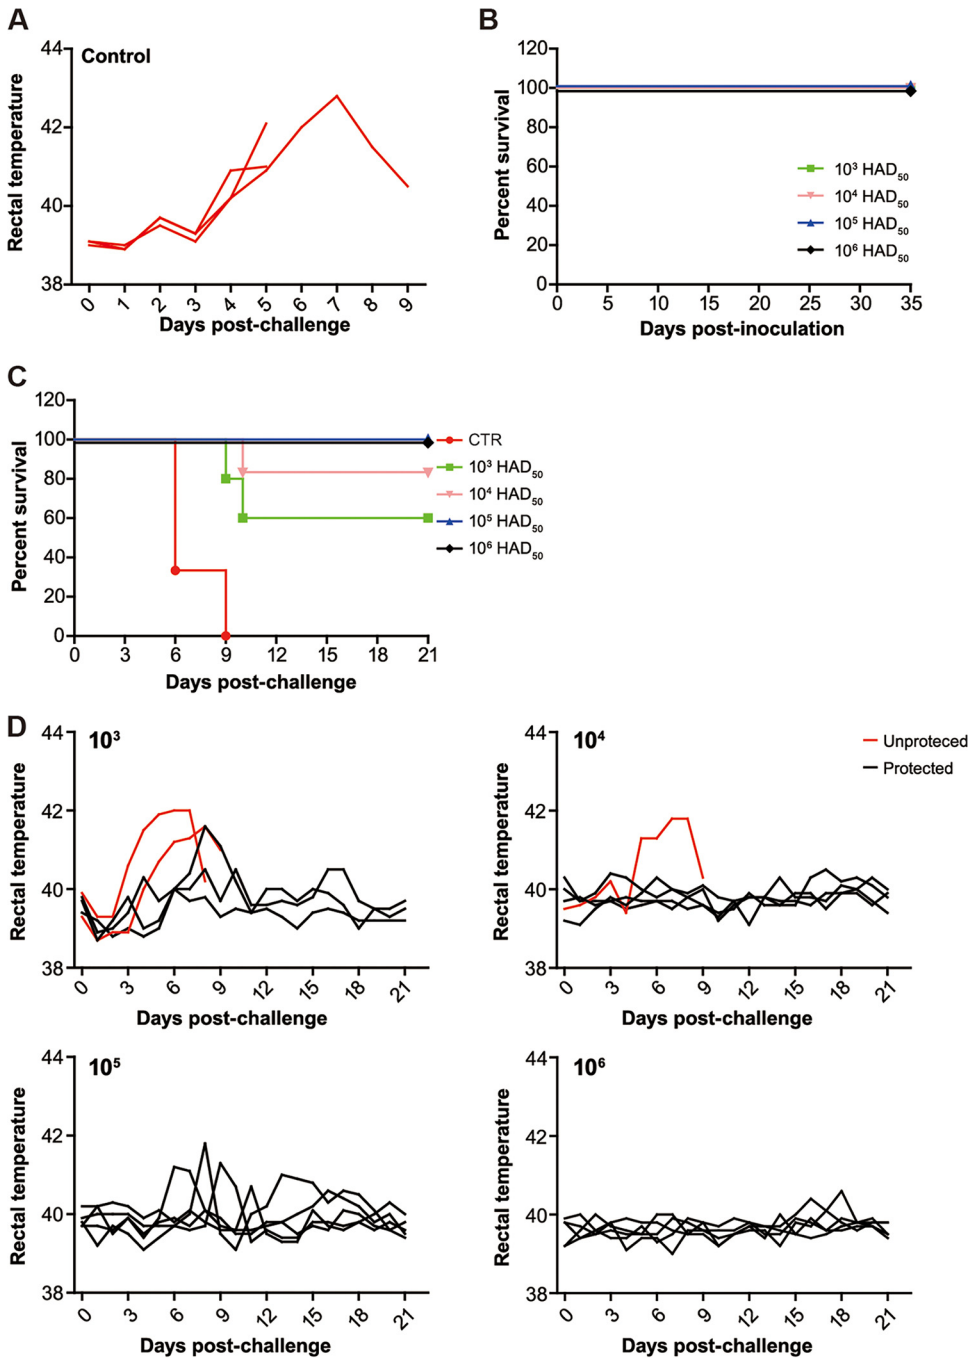 A
Control
Rectal temperature
44
42
40
38
0 1 2 3 4 5 6 7 8 9
Days post-challenge
B
Percent survival
120
100
80
60
40
20
0
10³ HAD₅₀
10⁴ HAD₅₀
10⁵ HAD₅₀
10⁶ HAD₅₀
0 5 10 15 20 25 30 35
Days post-inoculation
C
Percent survival
120
100
80
60
40
20
0
CTR
10³ HAD₅₀
10⁴ HAD₅₀
10⁵ HAD₅₀
10⁶ HAD₅₀
0 3 6 9 12 15 18 21
Days post-challenge
D
10³
Rectal temperature
44
42
40
38
0 3 6 9 12 15 18 21
Days post-challenge
10⁴
Unproteced
Protected
Rectal temperature
44
42
40
38
0 3 6 9 12 15 18 21
Days post-challenge
10⁵
Rectal temperature
44
42
40
38
0 3 6 9 12 15 18 21
Days post-challenge
10⁶
Rectal temperature
44
42
40
38
0 3 6 9 12 15 18 21
Days post-challenge